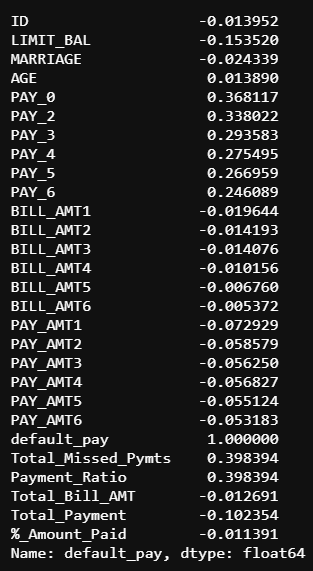 ID -0.013952
LIMIT_BAL -0.153520
MARRIAGE -0.024339
AGE 0.013890
PAY_0 0.368117
PAY_2 0.338022
PAY_3 0.293583
PAY_4 0.275495
PAY_5 0.266959
PAY_6 0.246089
BILL_AMT1 -0.019644
BILL_AMT2 -0.014193
BILL_AMT3 -0.014076
BILL_AMT4 -0.010156
BILL_AMT5 -0.006760
BILL_AMT6 -0.005372
PAY_AMT1 -0.072929
PAY_AMT2 -0.058579
PAY_AMT3 -0.056250
PAY_AMT4 -0.056827
PAY_AMT5 -0.055124
PAY_AMT6 -0.053183
default_pay 1.000000
Total_Missed_Pymts 0.398394
Payment_Ratio 0.398394
Total_Bill_AMT -0.012691
Total_Payment -0.102354
%_Amount_Paid -0.011391
Name: default_pay, dtype: float64